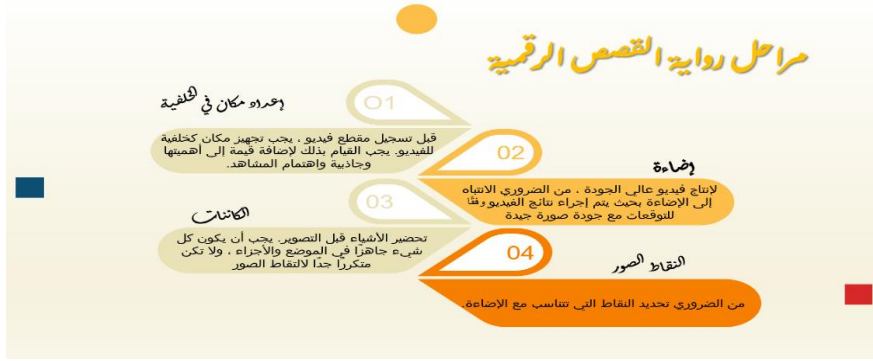 مراحل رواية القصص الرقمية
01
إعداد مكان في الخلفية
قبل تسجيل مقطع فيديو ، يجب تجهيز مكان كخلفية
للفيديو. يجب القيام بذلك لإضافة قيمة إلى أهميتها
وجاذبية واهتمام المشاهد.
02
إضاءة
لإنتاج فيديو عالي الجودة ، من الضروري الانتباه
إلى الإضاءة بحيث يتم إجراء نتائج الفيديو وفقًا
للتوقعات مع جودة صورة جيدة
03
الكائنات
تحضير الأشياء قبل التصوير. يجب أن يكون كل
شيء جاهزًا في الموضع والأجزاء ، ولا تكن
متكررًا جدًا لالتقاط الصور
04
النقاط الصور
من الضروري تحديد النقاط التي تتناسب مع الإضاءة.